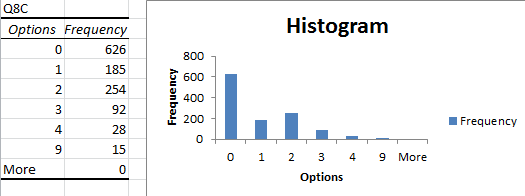 Q8C
Options Frequency
0 626
1 185
2 254
3 92
4 28
9 15
More 0
Histogram
Frequency
800
600
400
200
0
0 1 2 3 4 9 More
Options
Frequency